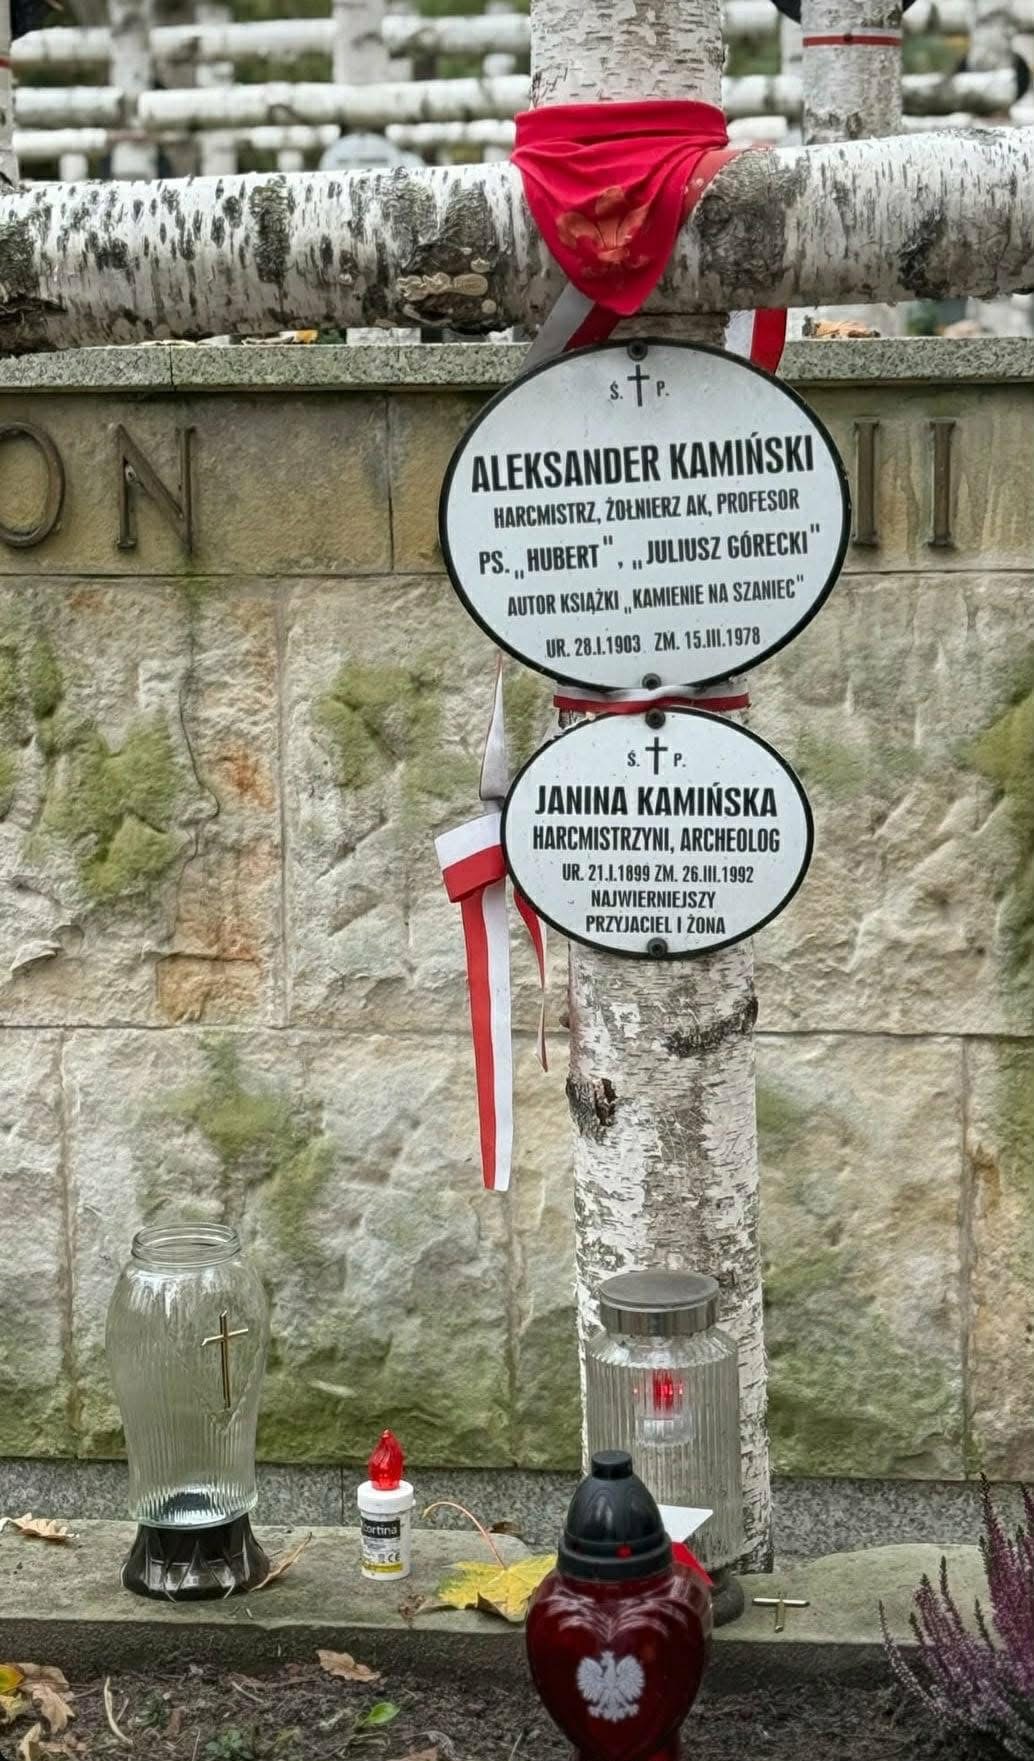 ON
II
Ś. P.
ALEKSANDER KAMIŃSKI
HARCMISTRZ, ŻOŁNIERZ AK, PROFESOR
PS. „HUBERT", „JULIUSZ GÓRECKI"
AUTOR KSIĄŻKI „KAMIENIE NA SZANIEC"
UR. 28.I.1903 ZM. 15.III.1978
Ś. P.
JANINA KAMIŃSKA
HARCMISTRZYNI, ARCHEOLOG
UR. 21.I.1899 ZM. 26.III.1992
NAJWIERNIEJSZY
PRZYJACIEL I ŻONA
cortina
CE